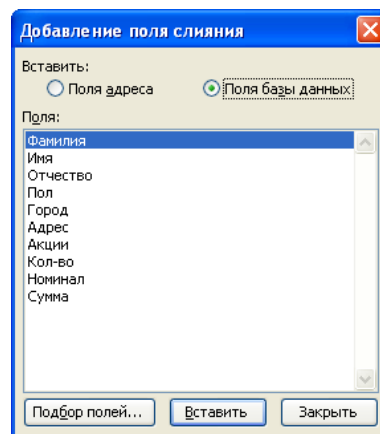 Добавление поля слияния
Вставить:
Поля адреса Поля базы данных
Поля:
Фамилия
Имя
Отчество
Пол
Город
Адрес
Акции
Кол-во
Номинал
Сумма
Подбор полей... Вставить Закрыть